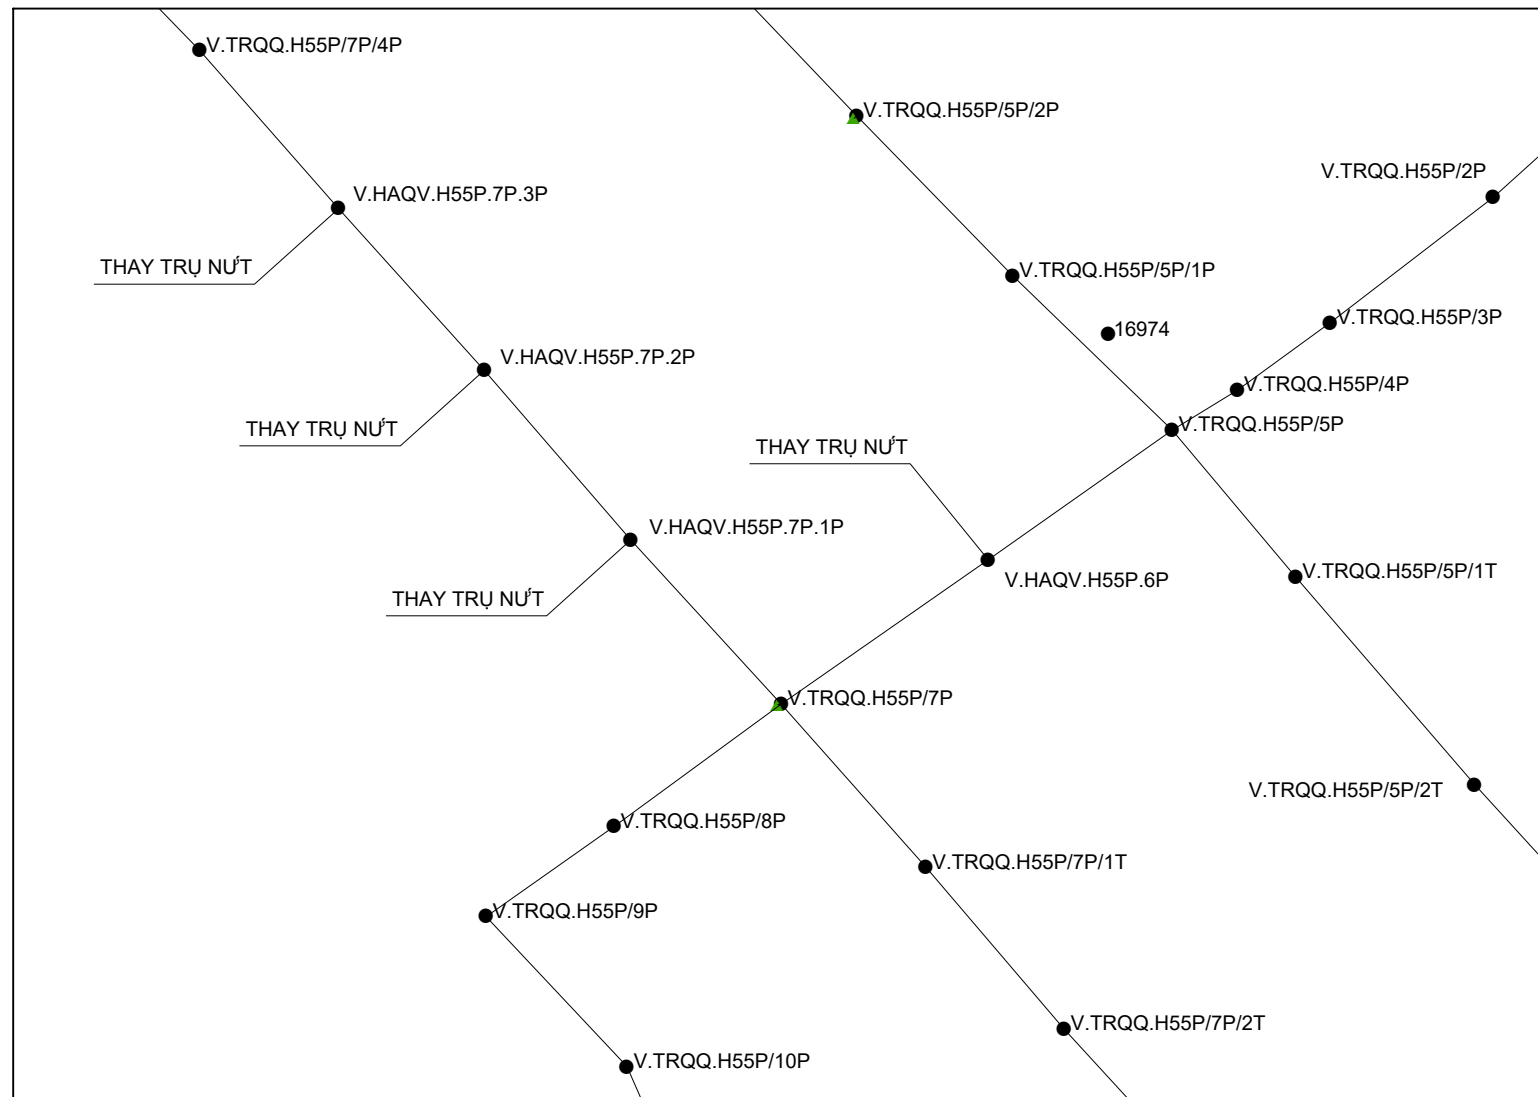 V.TRQQ.H55P/7P/4P
V.TRQQ.H55P/5P/2P
V.TRQQ.H55P/2P
V.HAQV.H55P.7P.3P
THAY TRỤ NỨT
V.TRQQ.H55P/5P/1P
16974
V.TRQQ.H55P/3P
V.HAQV.H55P.7P.2P
V.TRQQ.H55P/4P
V.TRQQ.H55P/5P
THAY TRỤ NỨT
THAY TRỤ NỨT
V.HAQV.H55P.7P.1P
V.HAQV.H55P.6P
V.TRQQ.H55P/5P/1T
THAY TRỤ NỨT
V.TRQQ.H55P/7P
V.TRQQ.H55P/5P/2T
V.TRQQ.H55P/8P
V.TRQQ.H55P/7P/1T
V.TRQQ.H55P/9P
V.TRQQ.H55P/7P/2T
V.TRQQ.H55P/10P